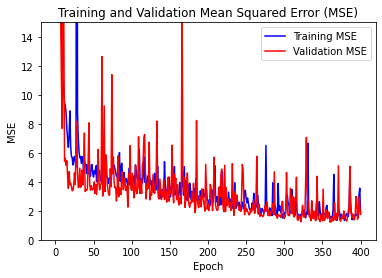 Training and Validation Mean Squared Error (MSE)
Training MSE
Validation MSE
14
12
10
8
6
4
2
0
MSE
0 50 100 150 200 250 300 350 400
Epoch